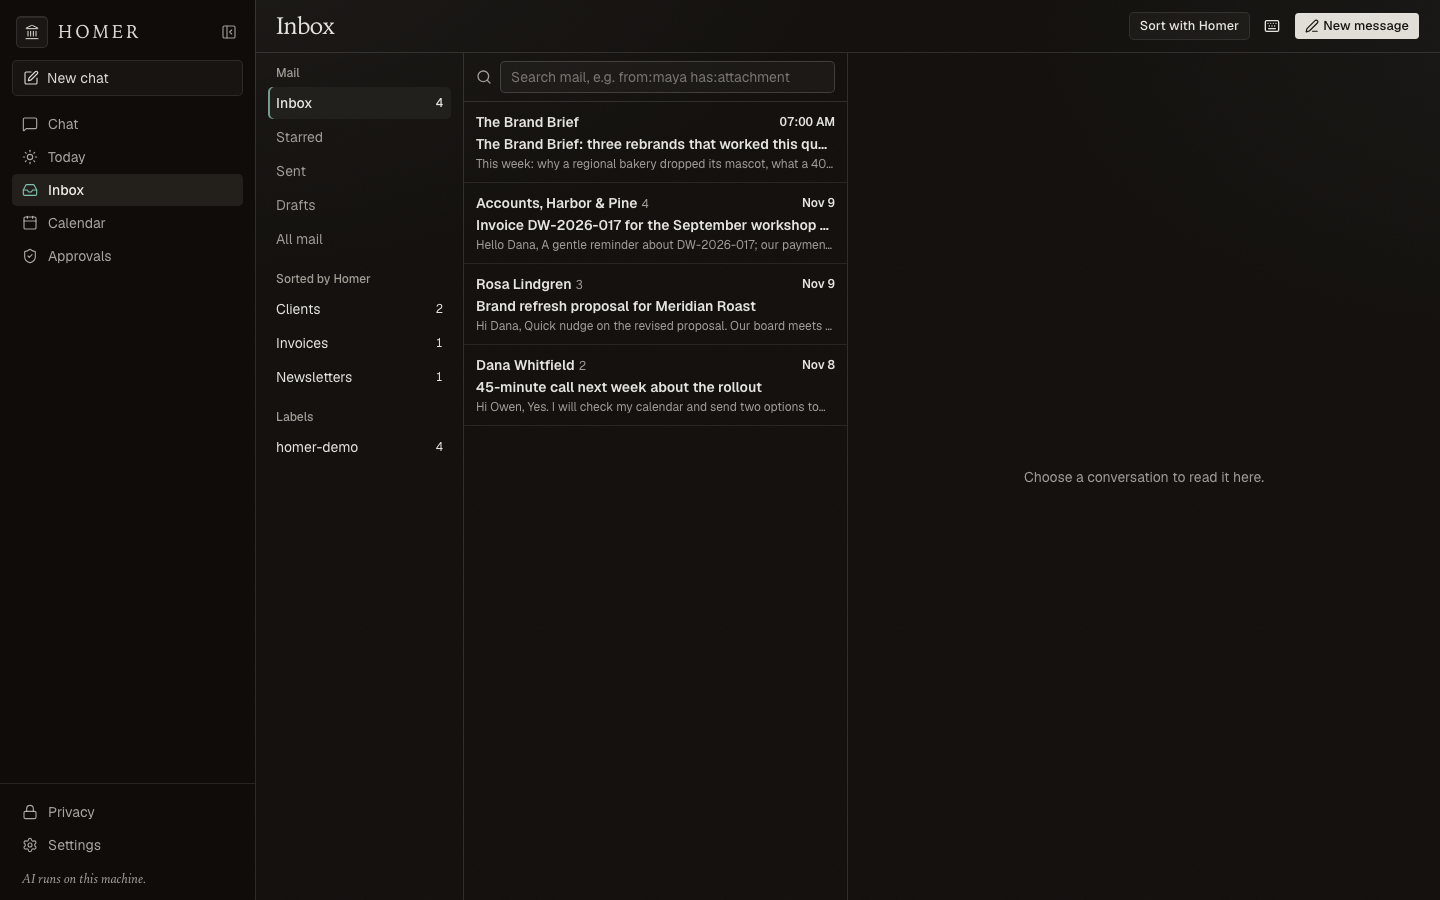 HOMER
New chat
Chat
Today
Inbox
Calendar
Approvals
Privacy
Settings
AI runs on this machine.
Inbox
Sort with Homer
New message
Mail
Inbox 4
Starred
Sent
Drafts
All mail
Sorted by Homer
Clients 2
Invoices 1
Newsletters 1
Labels
homer-demo 4
Search mail, e.g. from:maya has:attachment
The Brand Brief 07:00 AM
The Brand Brief: three rebrands that worked this qu…
This week: why a regional bakery dropped its mascot, what a 40…
Accounts, Harbor & Pine 4 Nov 9
Invoice DW-2026-017 for the September workshop …
Hello Dana, A gentle reminder about DW-2026-017; our paymen…
Rosa Lindgren 3 Nov 9
Brand refresh proposal for Meridian Roast
Hi Dana, Quick nudge on the revised proposal. Our board meets …
Dana Whitfield 2 Nov 8
45-minute call next week about the rollout
Hi Owen, Yes. I will check my calendar and send two options to…
Choose a conversation to read it here.